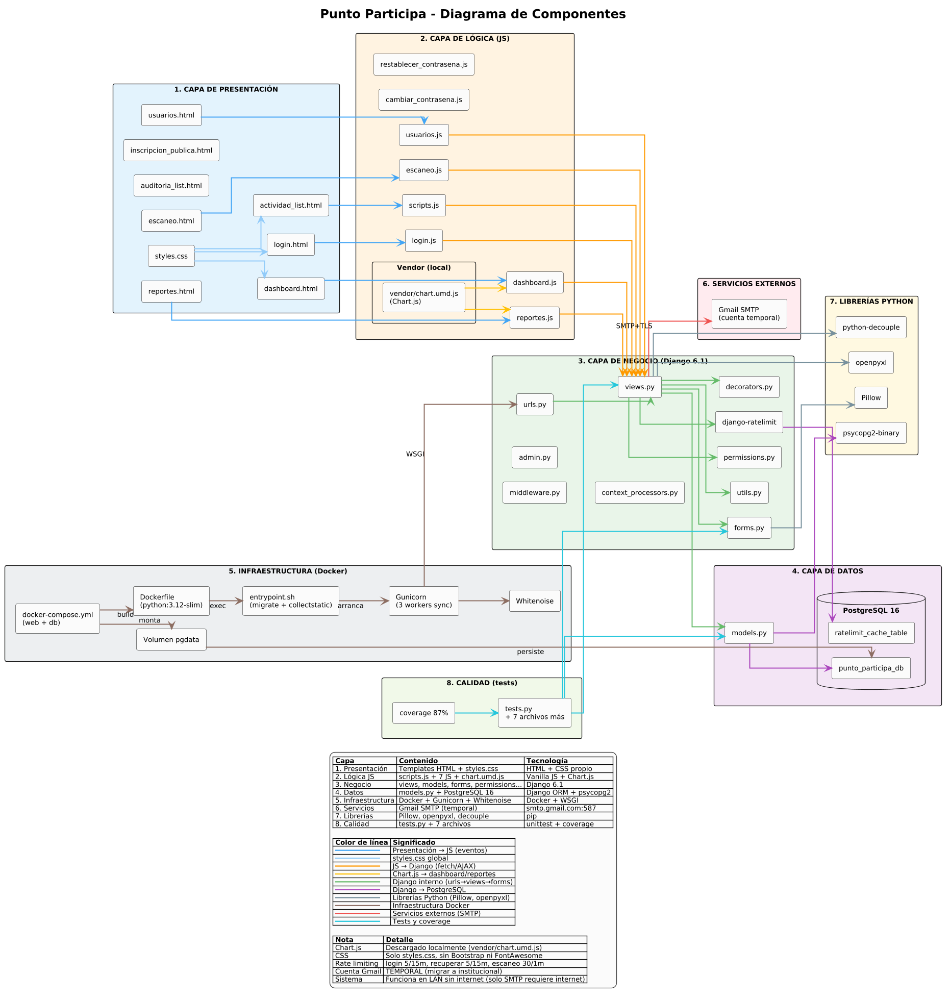 Punto Participa - Diagrama de Componentes
1. CAPA DE PRESENTACIÓN
usuarios.html
inscripcion_publica.html
auditoria_list.html
escaneo.html
actividad_list.html
styles.css
login.html
reportes.html
dashboard.html
2. CAPA DE LÓGICA (JS)
restablecer_contrasena.js
cambiar_contrasena.js
usuarios.js
escaneo.js
scripts.js
login.js
Vendor (local)
vendor/chart.umd.js
(Chart.js)
dashboard.js
reportes.js
SMTP+TLS
6. SERVICIOS EXTERNOS
Gmail SMTP
(cuenta temporal)
7. LIBRERÍAS PYTHON
python-decouple
openpyxl
Pillow
psycopg2-binary
3. CAPA DE NEGOCIO (Django 6.1)
views.py
urls.py
decorators.py
django-ratelimit
admin.py
permissions.py
middleware.py
context_processors.py
utils.py
forms.py
WSGI
5. INFRAESTRUCTURA (Docker)
docker-compose.yml
(web + db)
build
monta
Dockerfile
(python:3.12-slim)
exec
entrypoint.sh
(migrate + collectstatic)
arranca
Gunicorn
(3 workers sync)
Whitenoise
Volumen pgdata
persiste
4. CAPA DE DATOS
PostgreSQL 16
models.py
ratelimit_cache_table
punto_participa_db
8. CALIDAD (tests)
coverage 87%
tests.py
+ 7 archivos más
Capa Contenido Tecnología
1. Presentación Templates HTML + styles.css HTML + CSS propio
2. Lógica JS scripts.js + 7 JS + chart.umd.js Vanilla JS + Chart.js
3. Negocio views, models, forms, permissions... Django 6.1
4. Datos models.py + PostgreSQL 16 Django ORM + psycopg2
5. Infraestructura Docker + Gunicorn + Whitenoise Docker + WSGI
6. Servicios Gmail SMTP (temporal) smtp.gmail.com:587
7. Librerías Pillow, openpyxl, decouple pip
8. Calidad tests.py + 7 archivos unittest + coverage
Color de línea Significado
Presentación → JS (eventos)
styles.css global
JS → Django (fetch/AJAX)
Chart.js → dashboard/reportes
Django interno (urls→views→forms)
Django → PostgreSQL
Librerías Python (Pillow, openpyxl)
Infraestructura Docker
Servicios externos (SMTP)
Tests y coverage
Nota Detalle
Chart.js Descargado localmente (vendor/chart.umd.js)
CSS Solo styles.css, sin Bootstrap ni FontAwesome
Rate limiting login 5/15m, recuperar 5/15m, escaneo 30/1m
Cuenta Gmail TEMPORAL (migrar a institucional)
Sistema Funciona en LAN sin internet (solo SMTP requiere internet)